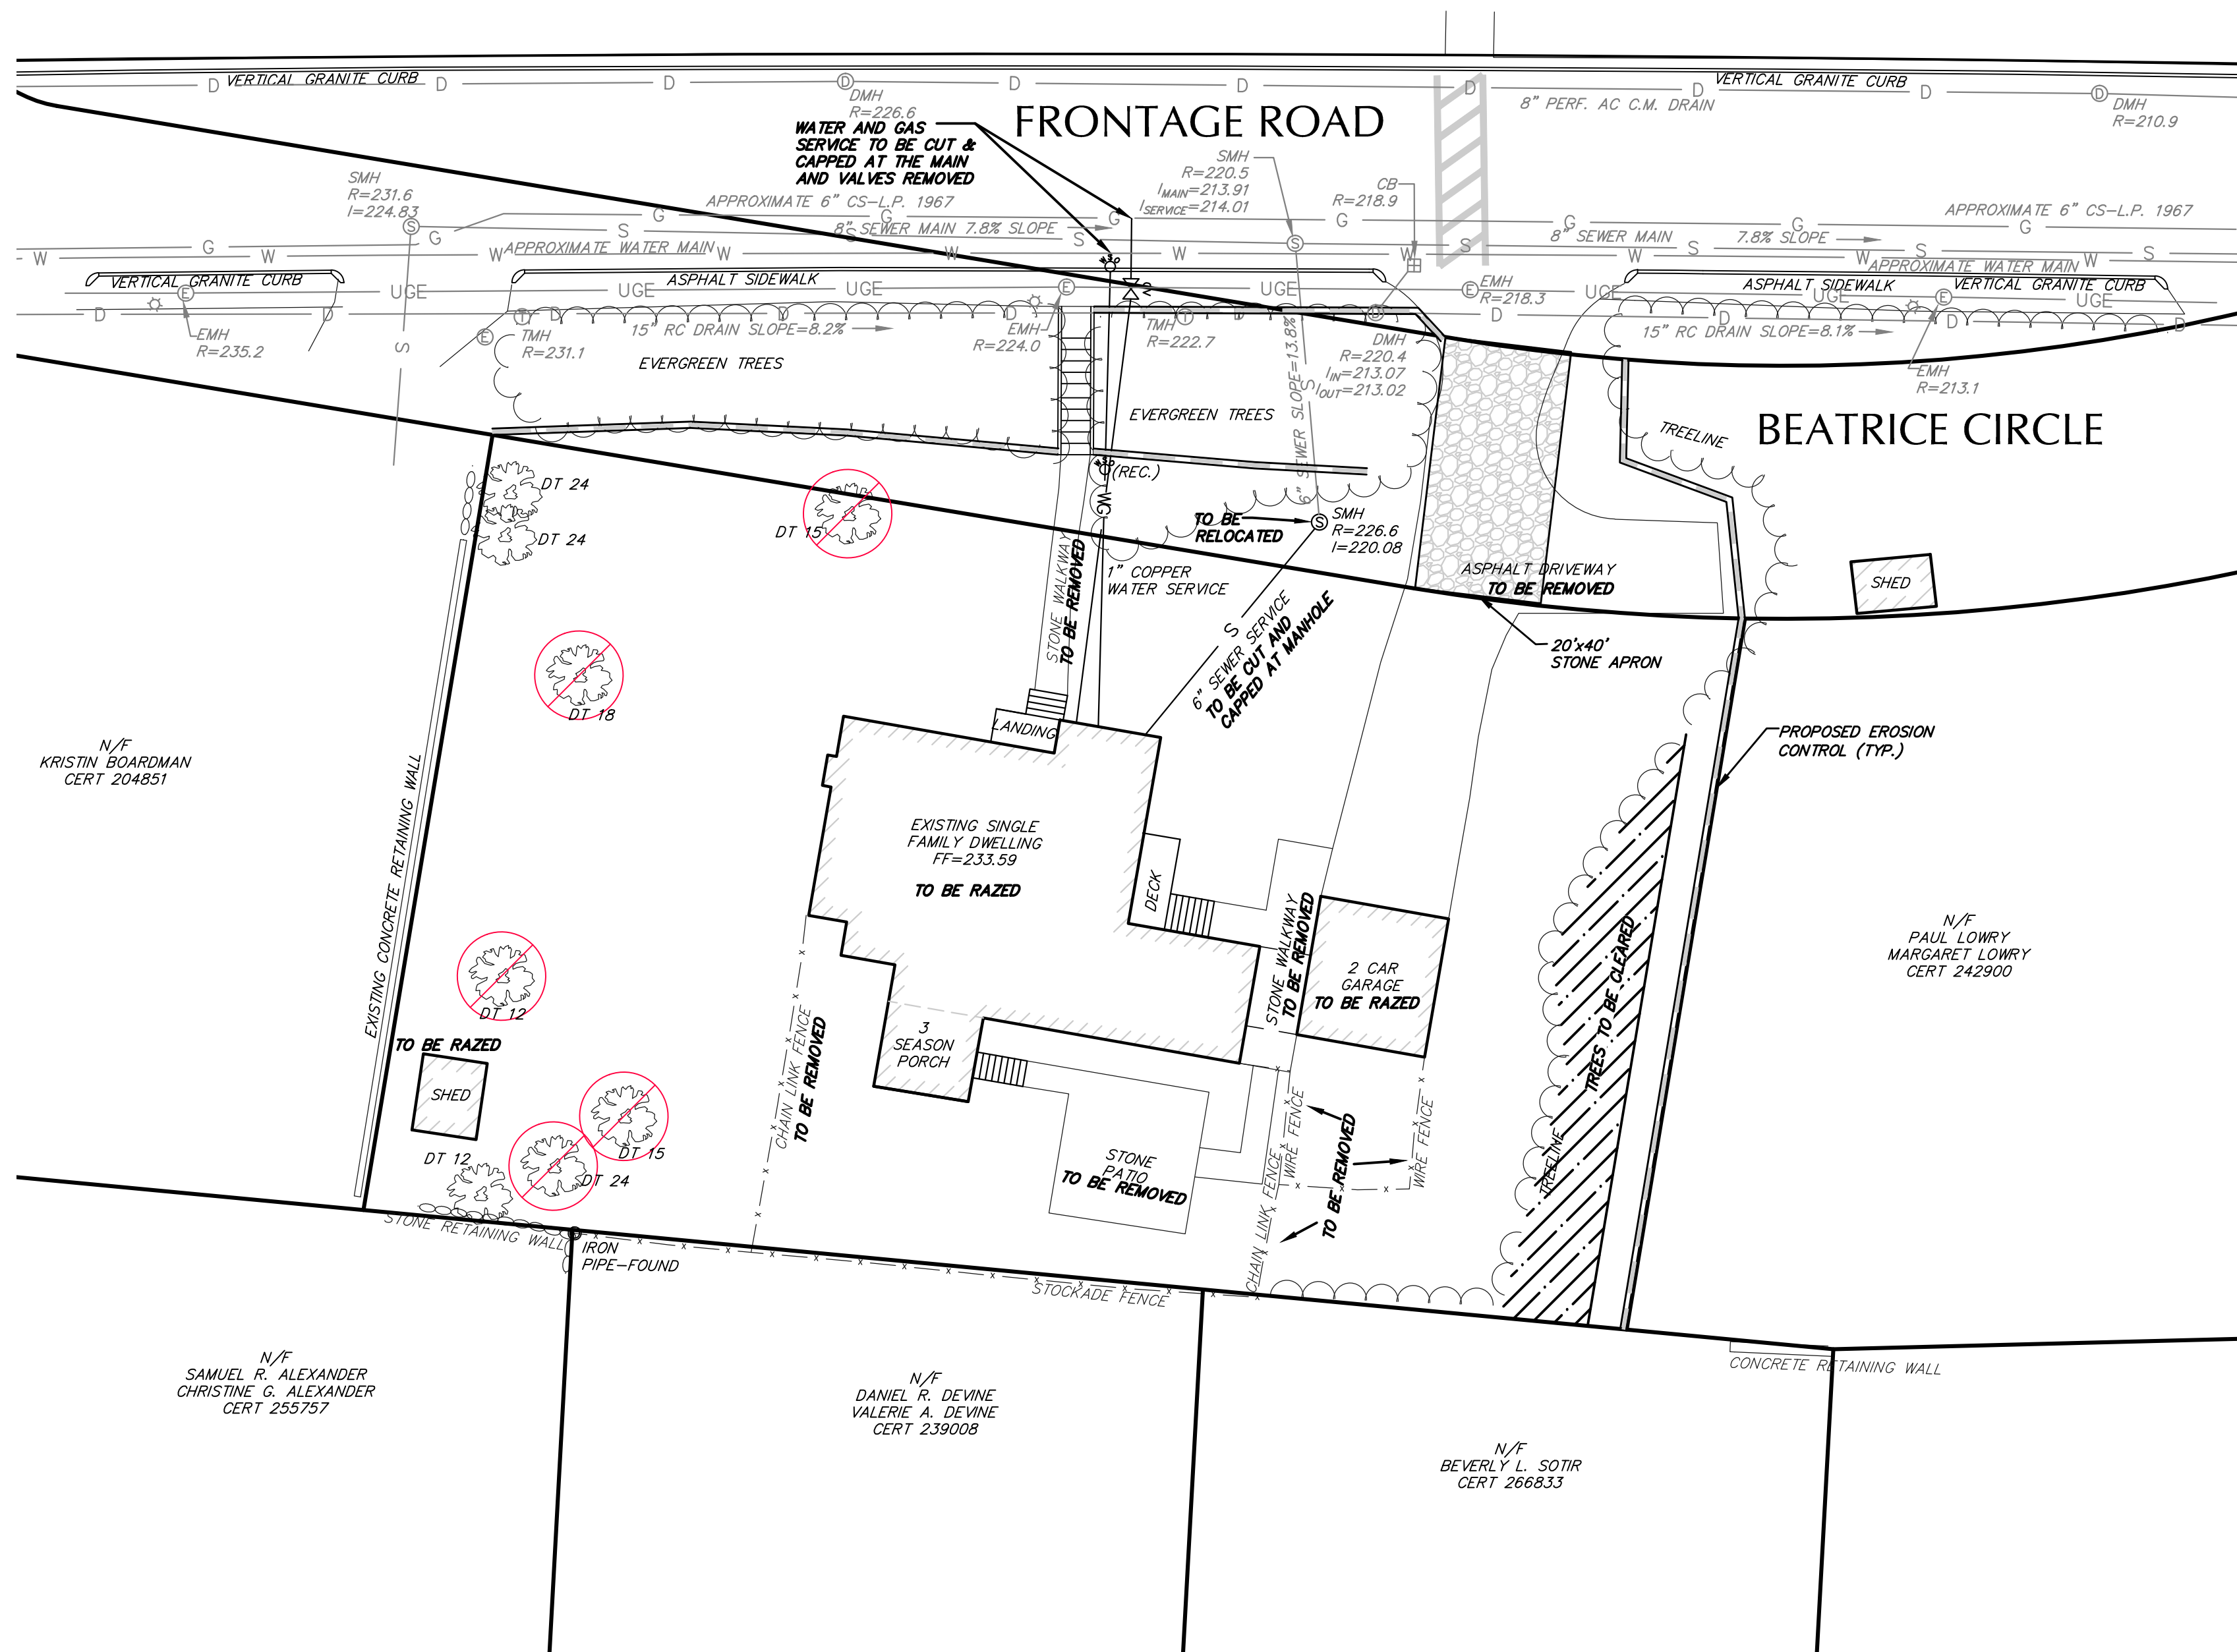 VERTICAL GRANITE CURB
VERTICAL GRANITE CURB
D
D
D
D
D
D
D
D
D
D
D
DMH
R=226.6
8" PERF. AC C.M. DRAIN
DMH
R=210.9
FRONTAGE ROAD
WATER AND GAS
SERVICE TO BE CUT &
CAPPED AT THE MAIN
AND VALVES REMOVED
SMH
R=231.6
I=224.83
SMH
R=220.5
IMAIN=213.91
ISERVICE=214.01
CB
R=218.9
APPROXIMATE 6" CS-L.P. 1967
APPROXIMATE 6" CS-L.P. 1967
G
G
G
G
G
G
G
G
G
8" SEWER MAIN 7.8% SLOPE
8" SEWER MAIN
7.8% SLOPE
S
S
S
S
S
S
S
S
S
APPROXIMATE WATER MAIN
APPROXIMATE WATER MAIN
W
W
W
W
W
W
W
W
W
W
VERTICAL GRANITE CURB
ASPHALT SIDEWALK
ASPHALT SIDEWALK
VERTICAL GRANITE CURB
E
UGE
UGE
UGE
E
UGE
E
EMH
R=218.3
UGE
UGE
E
UGE
D
D
D
D
D
D
D
D
D
D
D
EMH
R=235.2
E
T
TMH
R=231.1
15" RC DRAIN SLOPE=8.2%
EMH
R=224.0
T
TMH
R=222.7
DMH
R=220.4
IIN=213.07
IOUT=213.02
15" RC DRAIN SLOPE=8.1%
EMH
R=213.1
S
S
6" SEWER SLOPE=13.8%
EVERGREEN TREES
EVERGREEN TREES
BEATRICE CIRCLE
TREELINE
WSO
WSO
(REC.)
WG
DT 24
DT 24
DT 15
TO BE
RELOCATED
S
SMH
R=226.6
I=220.08
1" COPPER
WATER SERVICE
STONE WALKWAY
TO BE REMOVED
S
6" SEWER SERVICE
TO BE CUT AND
CAPPED AT MANHOLE
ASPHALT DRIVEWAY
TO BE REMOVED
SHED
20'x40'
STONE APRON
DT 18
LANDING
PROPOSED EROSION
CONTROL (TYP.)
N/F
KRISTIN BOARDMAN
CERT 204851
EXISTING CONCRETE RETAINING WALL
EXISTING SINGLE
FAMILY DWELLING
FF=233.59
TO BE RAZED
DECK
STONE WALKWAY
TO BE REMOVED
2 CAR
GARAGE
TO BE RAZED
TREES TO BE CLEARED
N/F
PAUL LOWRY
MARGARET LOWRY
CERT 242900
DT 12
TO BE RAZED
SHED
3
SEASON
PORCH
CHAIN LINK FENCE
TO BE REMOVED
DT 15
DT 12
DT 24
STONE
PATIO
TO BE REMOVED
WIRE FENCE
WIRE FENCE
TO BE REMOVED
CHAIN LINK FENCE
TREELINE
STONE RETAINING WALL
IRON
PIPE-FOUND
STOCKADE FENCE
CONCRETE RETAINING WALL
N/F
SAMUEL R. ALEXANDER
CHRISTINE G. ALEXANDER
CERT 255757
N/F
DANIEL R. DEVINE
VALERIE A. DEVINE
CERT 239008
N/F
BEVERLY L. SOTIR
CERT 266833